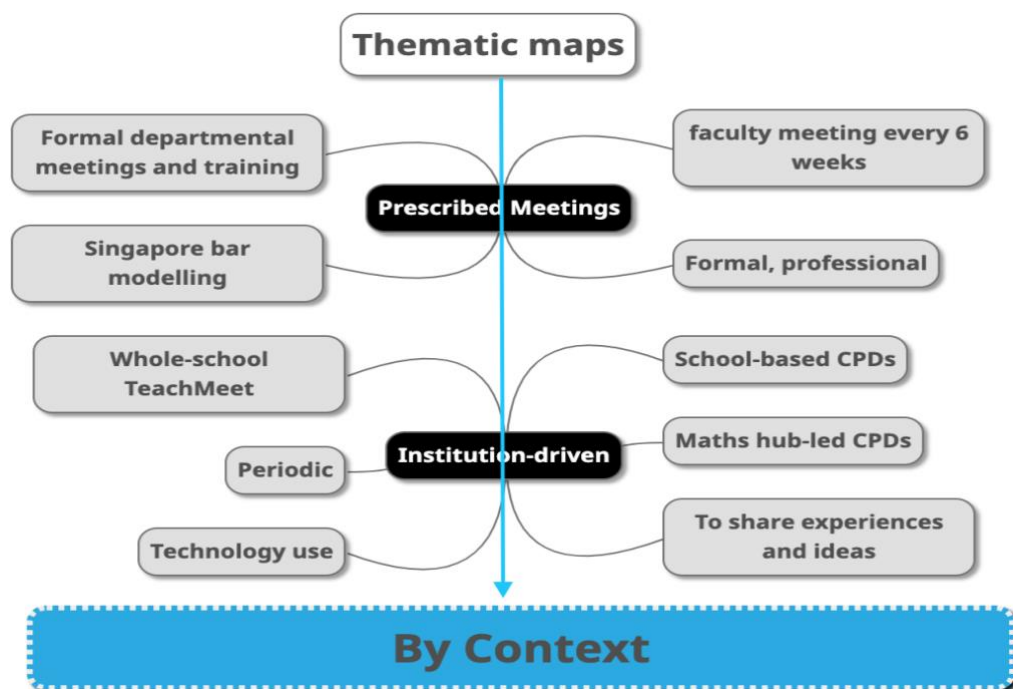 Thematic maps
Formal departmental
meetings and training
faculty meeting every 6
weeks
Prescribed Meetings
Singapore bar
modelling
Formal, professional
Whole-school
TeachMeet
School-based CPDs
Institution-driven
Maths hub-led CPDs
Periodic
To share experiences
and ideas
Technology use
By Context